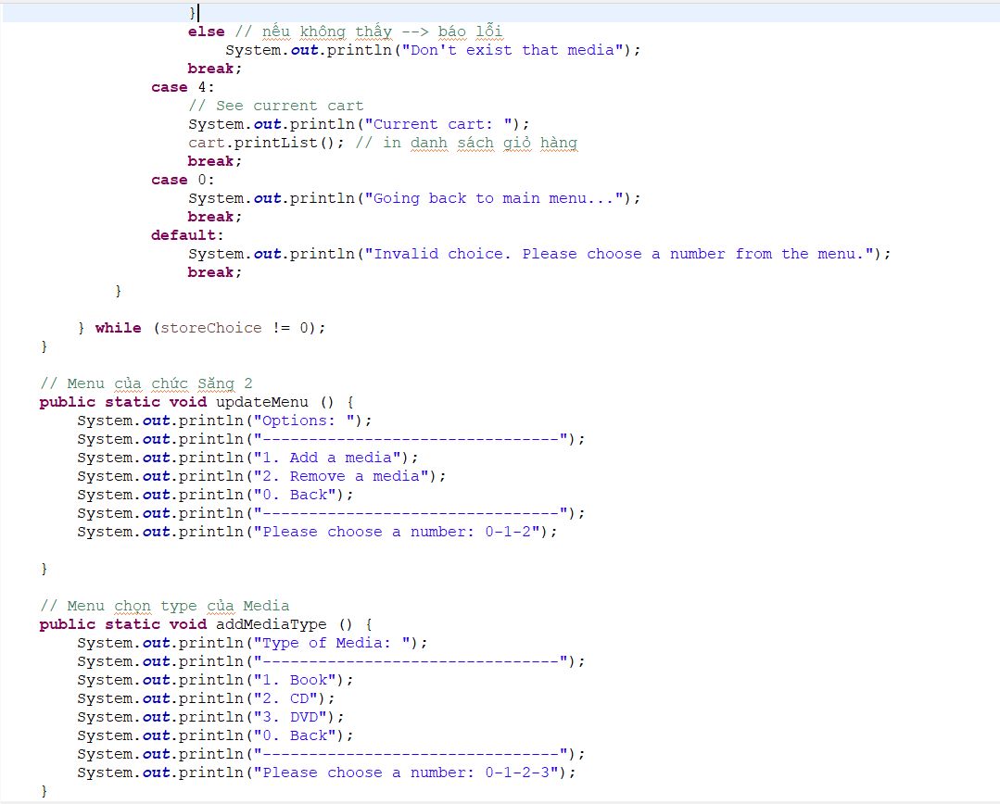 }
else // nếu không thấy --> báo lỗi
System.out.println("Don't exist that media");
break;
case 4:
// See current cart
System.out.println("Current cart: ");
cart.printList(); // in danh sách giỏ hàng
break;
case 0:
System.out.println("Going back to main menu...");
break;
default:
System.out.println("Invalid choice. Please choose a number from the menu.");
break;
}
} while (storeChoice != 0);
}
// Menu của chức Săng 2
public static void updateMenu () {
System.out.println("Options: ");
System.out.println("--------------------------------");
System.out.println("1. Add a media");
System.out.println("2. Remove a media");
System.out.println("0. Back");
System.out.println("--------------------------------");
System.out.println("Please choose a number: 0-1-2");
}
// Menu chọn type của Media
public static void addMediaType () {
System.out.println("Type of Media: ");
System.out.println("--------------------------------");
System.out.println("1. Book");
System.out.println("2. CD");
System.out.println("3. DVD");
System.out.println("0. Back");
System.out.println("--------------------------------");
System.out.println("Please choose a number: 0-1-2-3");
}